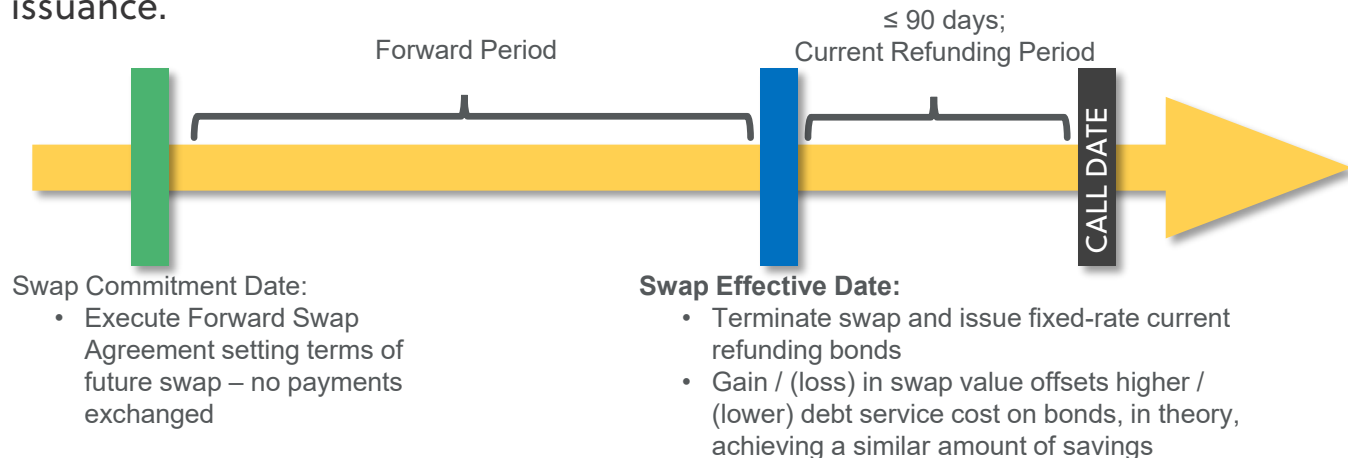 issuance.
≤ 90 days;
Forward Period
Current Refunding Period
CALL DATE
Swap Commitment Date:
• Execute Forward Swap
Agreement setting terms of
future swap – no payments
exchanged
Swap Effective Date:
• Terminate swap and issue fixed-rate current
refunding bonds
• Gain / (loss) in swap value offsets higher /
(lower) debt service cost on bonds, in theory,
achieving a similar amount of savings